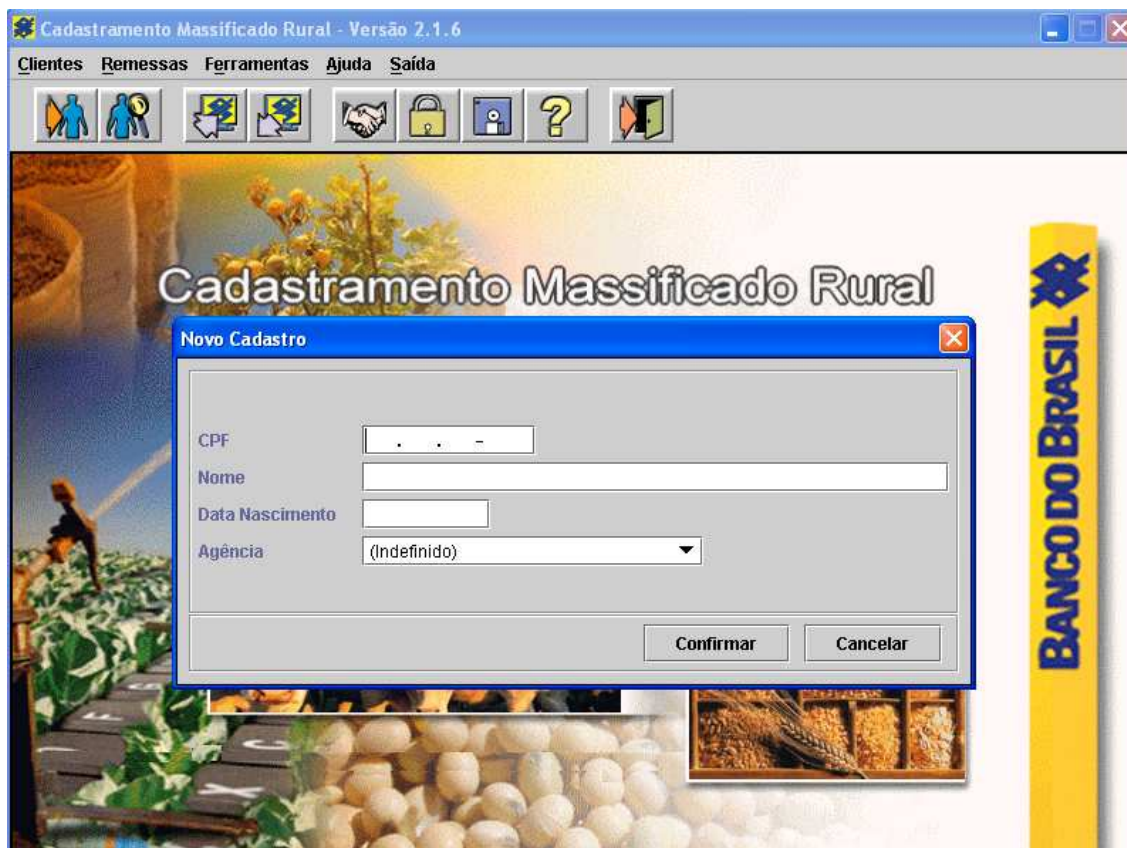 Cadastramento Massificado Rural - Versão 2.1.6
Clientes Remessas Ferramentas Ajuda Saída
Cadastramento Massificado Rural
Novo Cadastro
CPF . . -
Nome
Data Nascimento
Agência (Indefinido)
Confirmar Cancelar
BANCO DO BRASIL
F
G
X